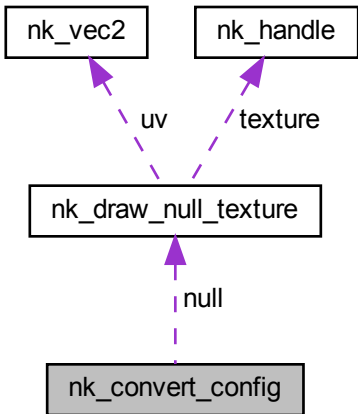 nk_vec2
nk_handle
uv
texture
nk_draw_null_texture
null
nk_convert_config